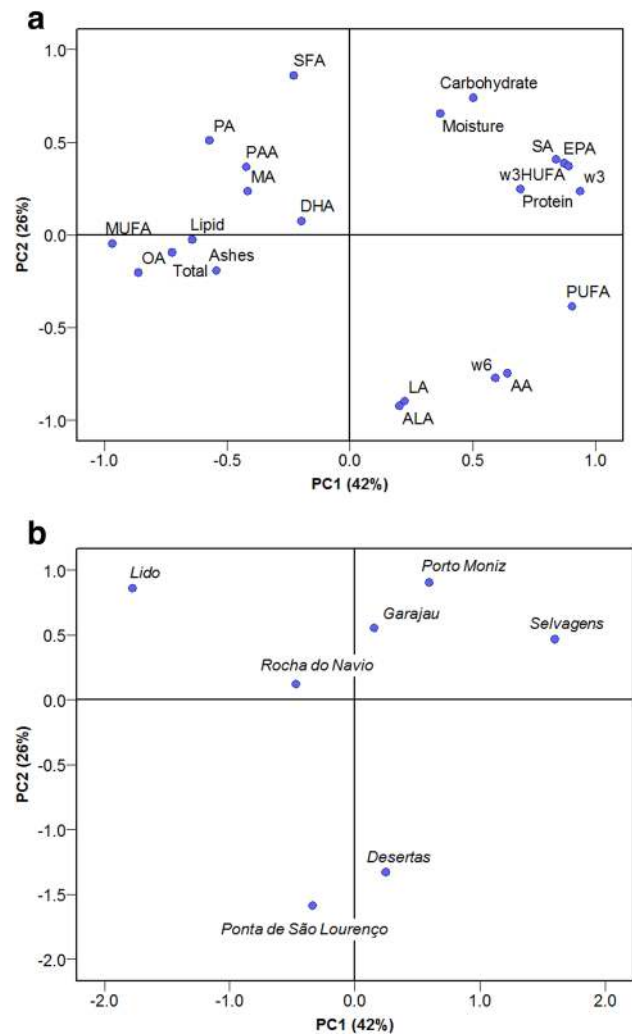 a
1.0
0.5
0.0
-0.5
-1.0
PC2 (26%)
SFA
Carbohydrate
PA
Moisture
PAA
SA EPA
MA
w3HUFA w3
DHA
Protein
MUFA Lipid
OA Total Ashes
PUFA
w6
LA
AA
ALA
-1.0 -0.5 0.0 0.5 1.0
PC1 (42%)
b
1.0
0.5
0.0
-0.5
-1.0
-1.5
-2.0
PC2 (26%)
Lido
Porto Moniz
Garajau
Selvagens
Rocha do Navio
Desertas
Ponta de São Lourenço
-2.0 -1.0 0.0 1.0 2.0
PC1 (42%)